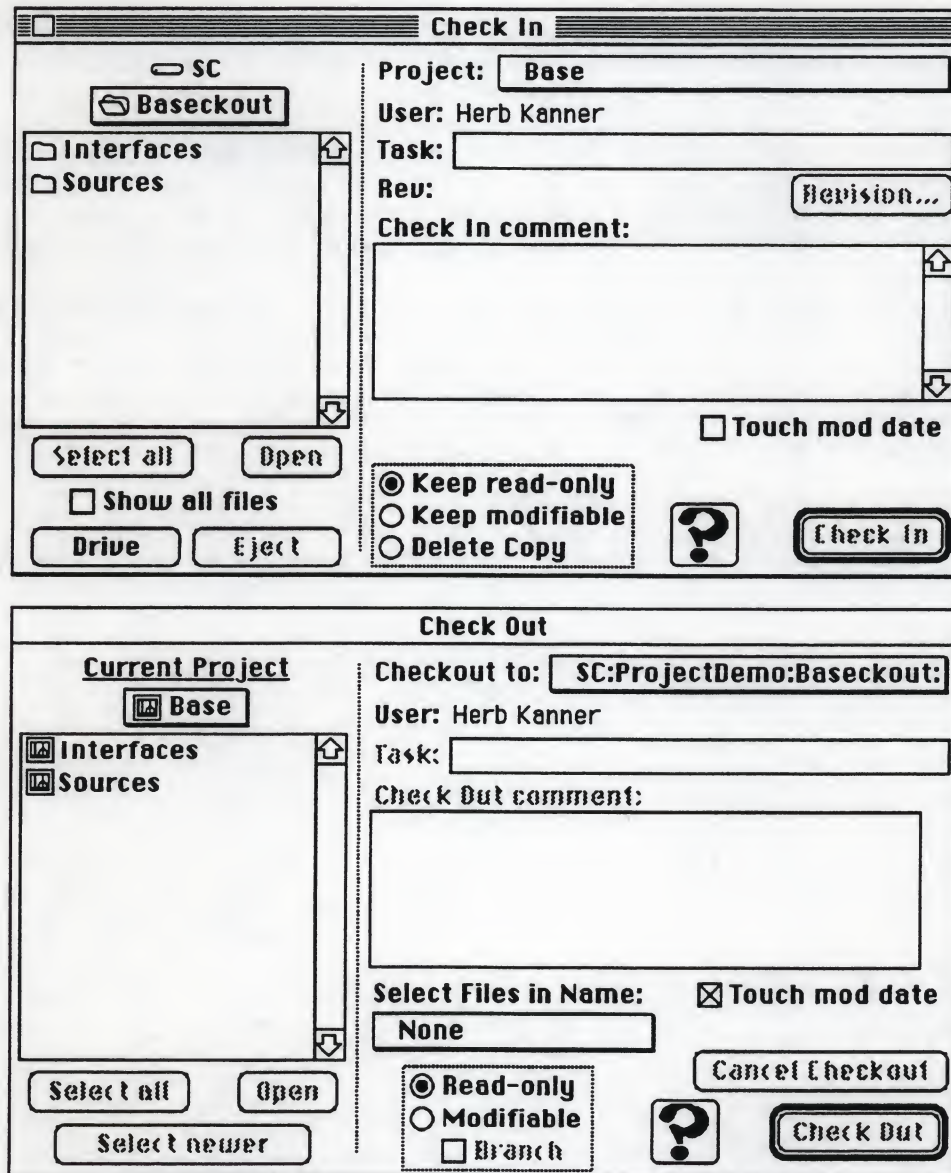 Check In
SC
Baseckout
Interfaces
Sources
Select all
Open
Show all files
Drive
Eject
Project: Base
User: Herb Kanner
Task:
Rev:
Revision...
Check In comment:
Touch mod date
Keep read-only
Keep modifiable
Delete Copy
?
Check In
Check Out
Current Project
Base
Interfaces
Sources
Select all
Open
Select newer
Checkout to: SC:ProjectDemo:Baseckout:
User: Herb Kanner
Task:
Check Out comment:
Select Files in Name:
None
Touch mod date
Read-only
Modifiable
Branch
Cancel Checkout
?
Check Out